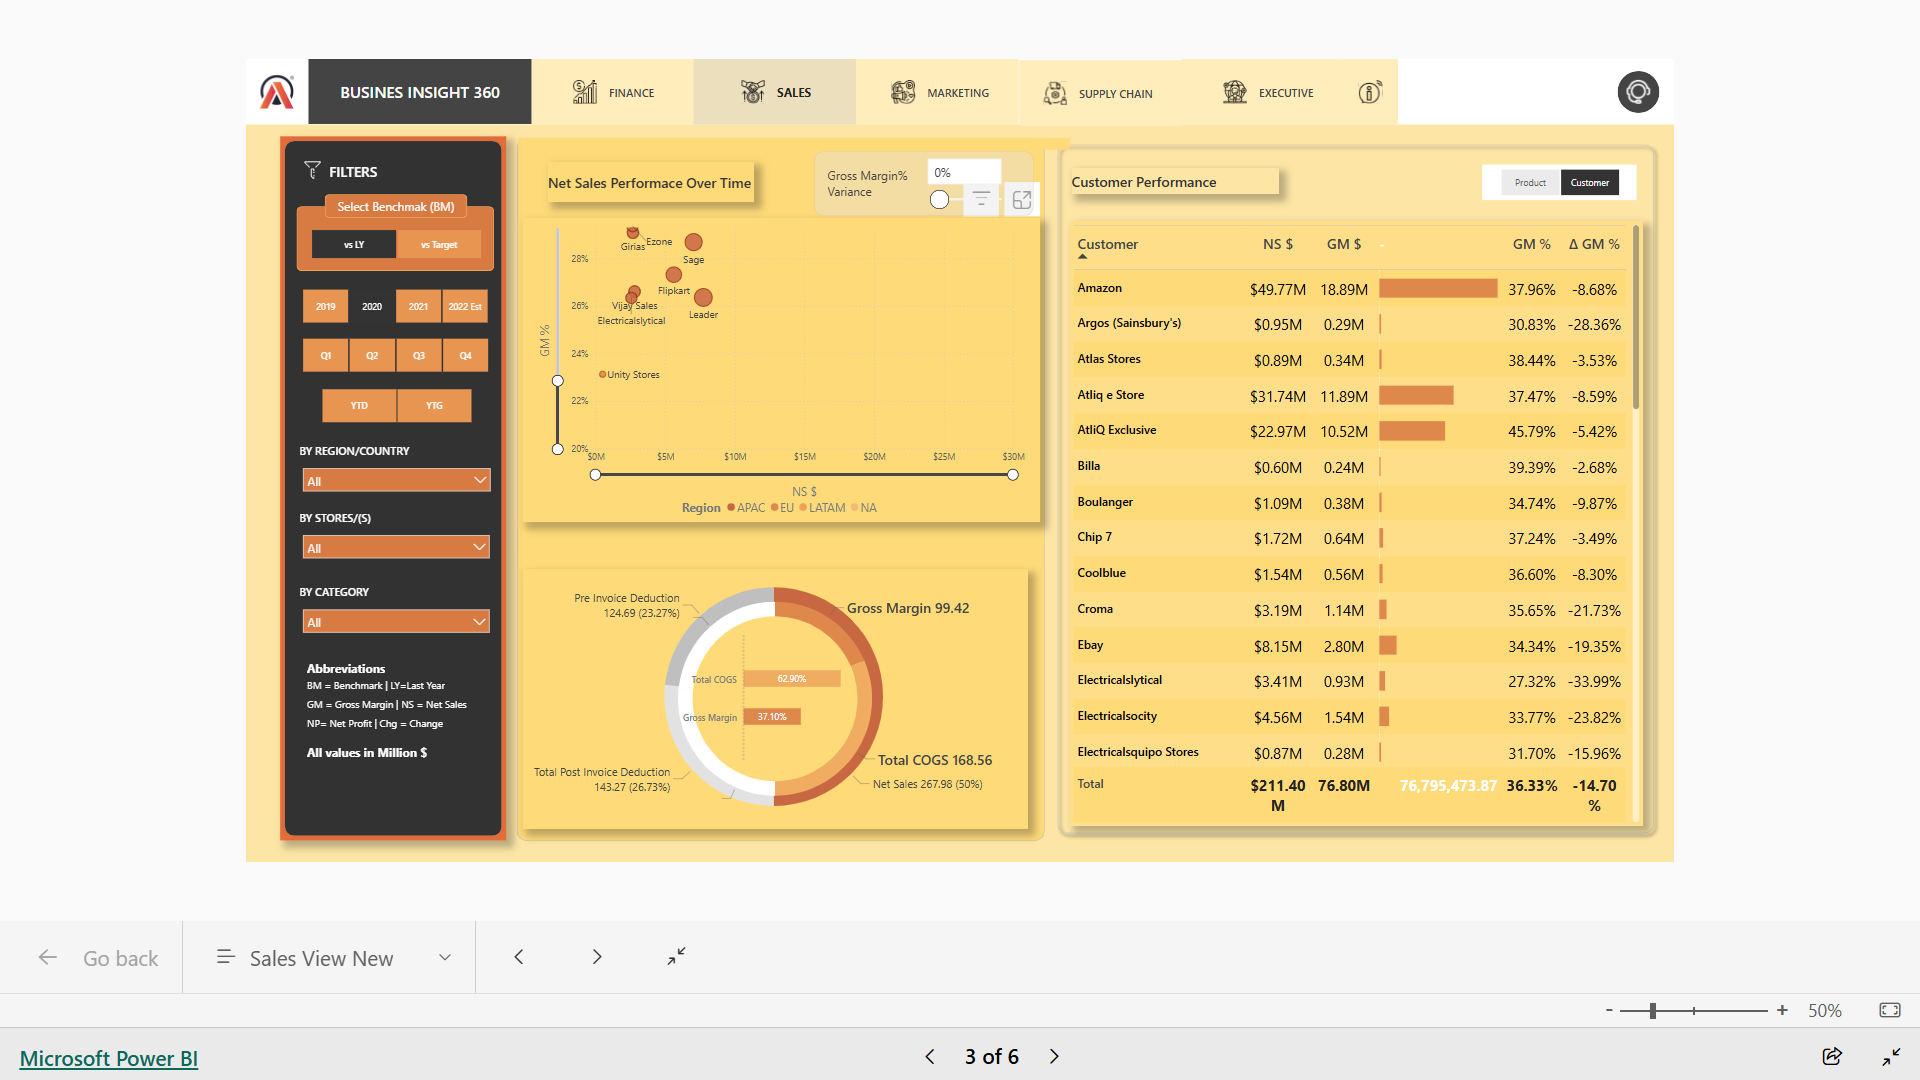 BUSINES INSIGHT 360
FINANCE
SALES
MARKETING
SUPPLY CHAIN
EXECUTIVE
FILTERS
Select Benchmak (BM)
vs LY
vs Target
2019
2020
2021
2022 Est
Q1
Q2
Q3
Q4
YTD
YTG
BY REGION/COUNTRY
All
BY STORES/(S)
All
BY CATEGORY
All
Abbreviations
BM = Benchmark | LY=Last Year
GM = Gross Margin | NS = Net Sales
NP= Net Profit | Chg = Change
All values in Million $
Net Sales Performace Over Time
Gross Margin%
Variance
0%
GM %
28%
26%
24%
22%
20%
Girias
Ezone
Sage
Flipkart
Vijay Sales
Leader
Electricalslytical
Unity Stores
$0M
$5M
$10M
$15M
$20M
$25M
$30M
NS $
Region APAC EU LATAM NA
Pre Invoice Deduction
124.69 (23.27%)
Gross Margin 99.42
Total COGS
62.90%
Gross Margin
37.10%
Total COGS 168.56
Total Post Invoice Deduction
143.27 (26.73%)
Net Sales 267.98 (50%)
Customer Performance
Product
Customer
Customer NS $ GM $ - GM % Δ GM %
Amazon $49.77M 18.89M 37.96% -8.68%
Argos (Sainsbury's) $0.95M 0.29M 30.83% -28.36%
Atlas Stores $0.89M 0.34M 38.44% -3.53%
Atliq e Store $31.74M 11.89M 37.47% -8.59%
AtliQ Exclusive $22.97M 10.52M 45.79% -5.42%
Billa $0.60M 0.24M 39.39% -2.68%
Boulanger $1.09M 0.38M 34.74% -9.87%
Chip 7 $1.72M 0.64M 37.24% -3.49%
Coolblue $1.54M 0.56M 36.60% -8.30%
Croma $3.19M 1.14M 35.65% -21.73%
Ebay $8.15M 2.80M 34.34% -19.35%
Electricalslytical $3.41M 0.93M 27.32% -33.99%
Electricalsocity $4.56M 1.54M 33.77% -23.82%
Electricalsquipo Stores $0.87M 0.28M 31.70% -15.96%
Total $211.40 76.80M 76,795,473.87 36.33% -14.70
M %
Go back
Sales View New
- + 50%
Microsoft Power BI
3 of 6